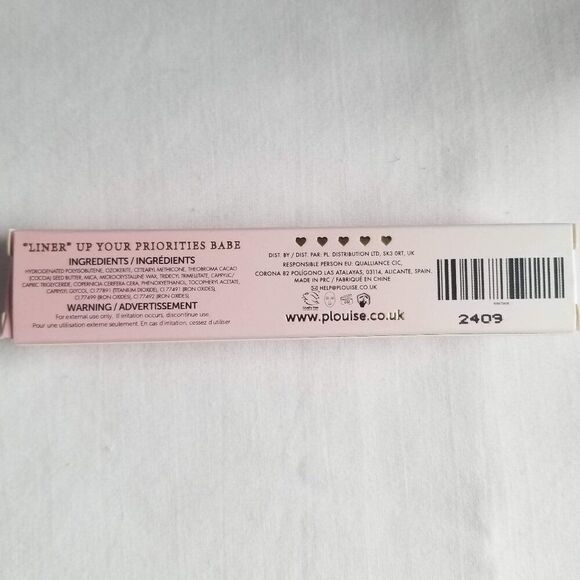 "LINER" UP YOUR PRIORITIES BABE
INGREDIENTS / INGRÉDIENTS
HYDROGENATED POLYISOBUTENE, OZOKERITE, CETEARYL METHICONE, THEOBROMA CACAO
(COCOA) SEED BUTTER, MICA, MICROCRYSTALLINE WAX, TRIDECYL TRIMELLITATE, CAPRYLIC/
CAPRIC TRIGLYCERIDE, COPERNICIA CERIFERA CERA, PHENOXYETHANOL, TOCOPHERYL ACETATE,
CAPRYLYL GLYCOL, CI 77891 (TITANIUM DIOXIDE), CI 77491 (IRON OXIDES),
CI 77499 (IRON OXIDES), CI 77492 (IRON OXIDES)
WARNING / ADVERTISSEMENT
For external use only. If irritation occurs, discontinue use.
Pour une utilisation externe seulement. En cas d'irritation, cessez d'utiliser
DIST. BY / DIST. PAR: PL DISTRIBUTION LTD, SK3 0RT, UK
RESPONSIBLE PERSON EU: QUALLIANCE CIC,
CORONA 82 POLÍGONO LAS ATALAYAS, 03114, ALICANTE, SPAIN.
MADE IN PRC / FABRIQUÉ EN CHINE
HELP@PLOUISE.CO.UK
www.plouise.co.uk
2409